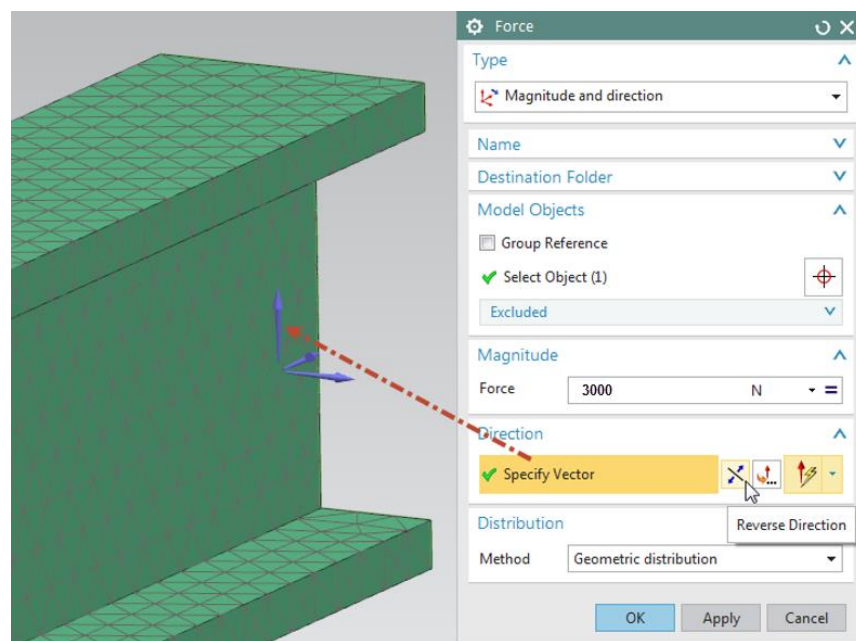 Force
Type
Magnitude and direction
Name
Destination Folder
Model Objects
Group Reference
Select Object (1)
Excluded
Magnitude
Force 3000 N
Direction
Specify Vector
Reverse Direction
Distribution
Method Geometric distribution
OK Apply Cancel